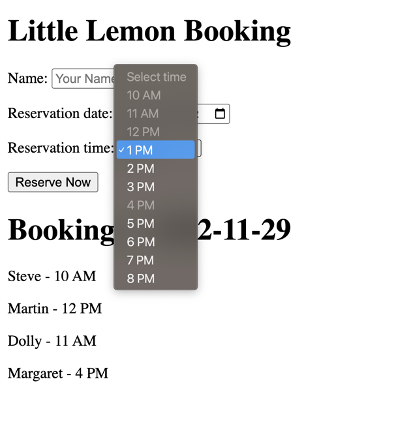 Little Lemon Booking
Name: Your Name
Reservation date:
Reservation time:
Select time
10 AM
11 AM
12 PM
✓ 1 PM
2 PM
3 PM
4 PM
5 PM
6 PM
7 PM
8 PM
Reserve Now
Booking 2-11-29
Steve - 10 AM
Martin - 12 PM
Dolly - 11 AM
Margaret - 4 PM